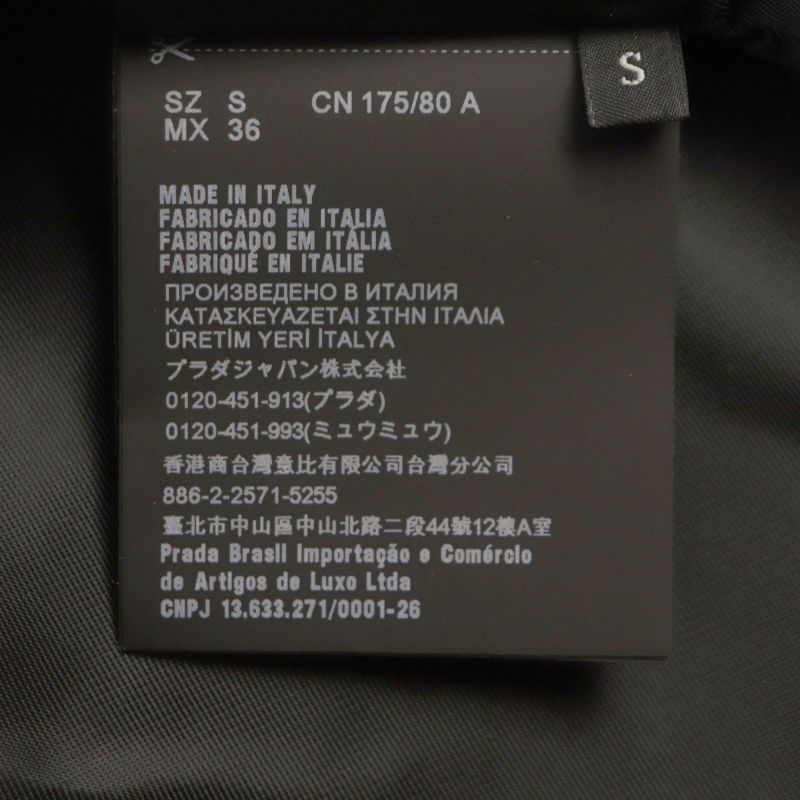 S
SZ S CN 175/80 A
MX 36
MADE IN ITALY
FABRICADO EN ITALIA
FABRICADO EM ITÁLIA
FABRIQUÉ EN ITALIE
ПРОИЗВЕДЕНО В ИТАЛИЯ
ΚΑΤΑΣΚΕΥΑΖΕΤΑΙ ΣΤΗΝ ΙΤΑΛΙΑ
ÜRETİM YERİ İTALYA
プラダジャパン株式会社
0120-451-913(プラダ)
0120-451-993(ミュウミュウ)
香港商台灣意比有限公司台灣分公司
886-2-2571-5255
臺北市中山區中山北路二段44號12樓A室
Prada Brasil Importação e Comércio
de Artigos de Luxo Ltda
CNPJ 13.633.271/0001-26